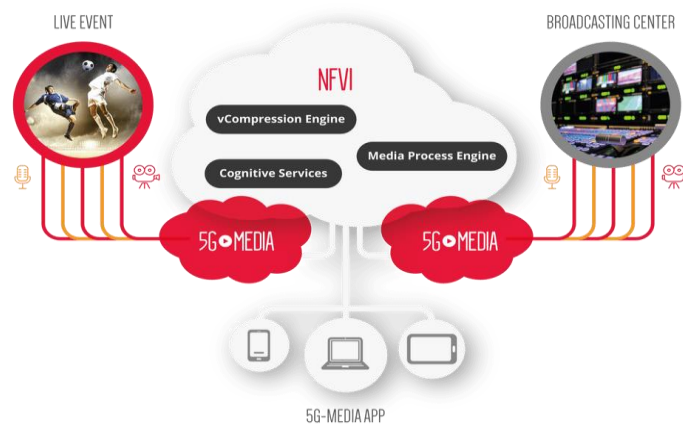 LIVE EVENT
BROADCASTING CENTER
NFVI
vCompression Engine
Media Process Engine
Cognitive Services
5G MEDIA
5G MEDIA
5G-MEDIA APP